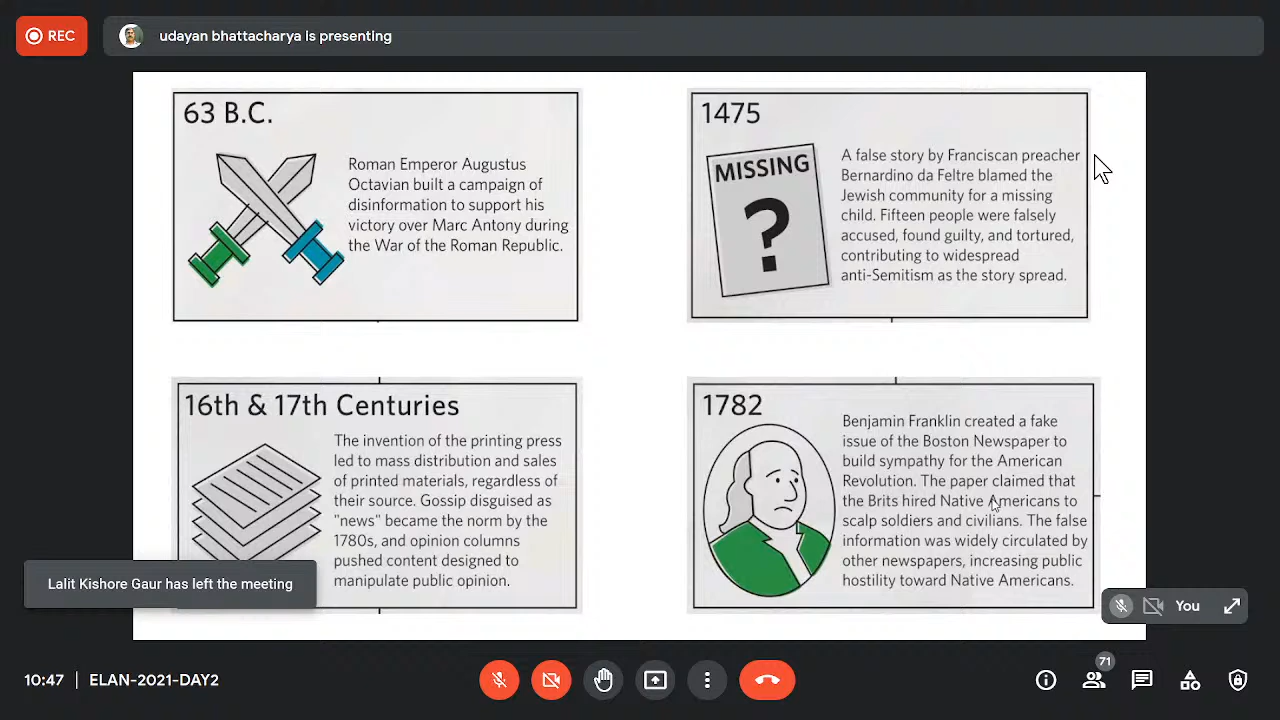 REC
udayan bhattacharya is presenting
63 B.C.
Roman Emperor Augustus
Octavian built a campaign of
disinformation to support his
victory over Marc Antony during
the War of the Roman Republic.
1475
MISSING
?
A false story by Franciscan preacher
Bernardino da Feltre blamed the
Jewish community for a missing
child. Fifteen people were falsely
accused, found guilty, and tortured,
contributing to widespread
anti-Semitism as the story spread.
16th & 17th Centuries
The invention of the printing press
led to mass distribution and sales
of printed materials, regardless of
their source. Gossip disguised as
"news" became the norm by the
1780s, and opinion columns
pushed content designed to
manipulate public opinion.
1782
Benjamin Franklin created a fake
issue of the Boston Newspaper to
build sympathy for the American
Revolution. The paper claimed that
the Brits hired Native Americans to
scalp soldiers and civilians. The false
information was widely circulated by
other newspapers, increasing public
hostility toward Native Americans.
Lalit Kishore Gaur has left the meeting
You
10:47 | ELAN-2021-DAY2
71